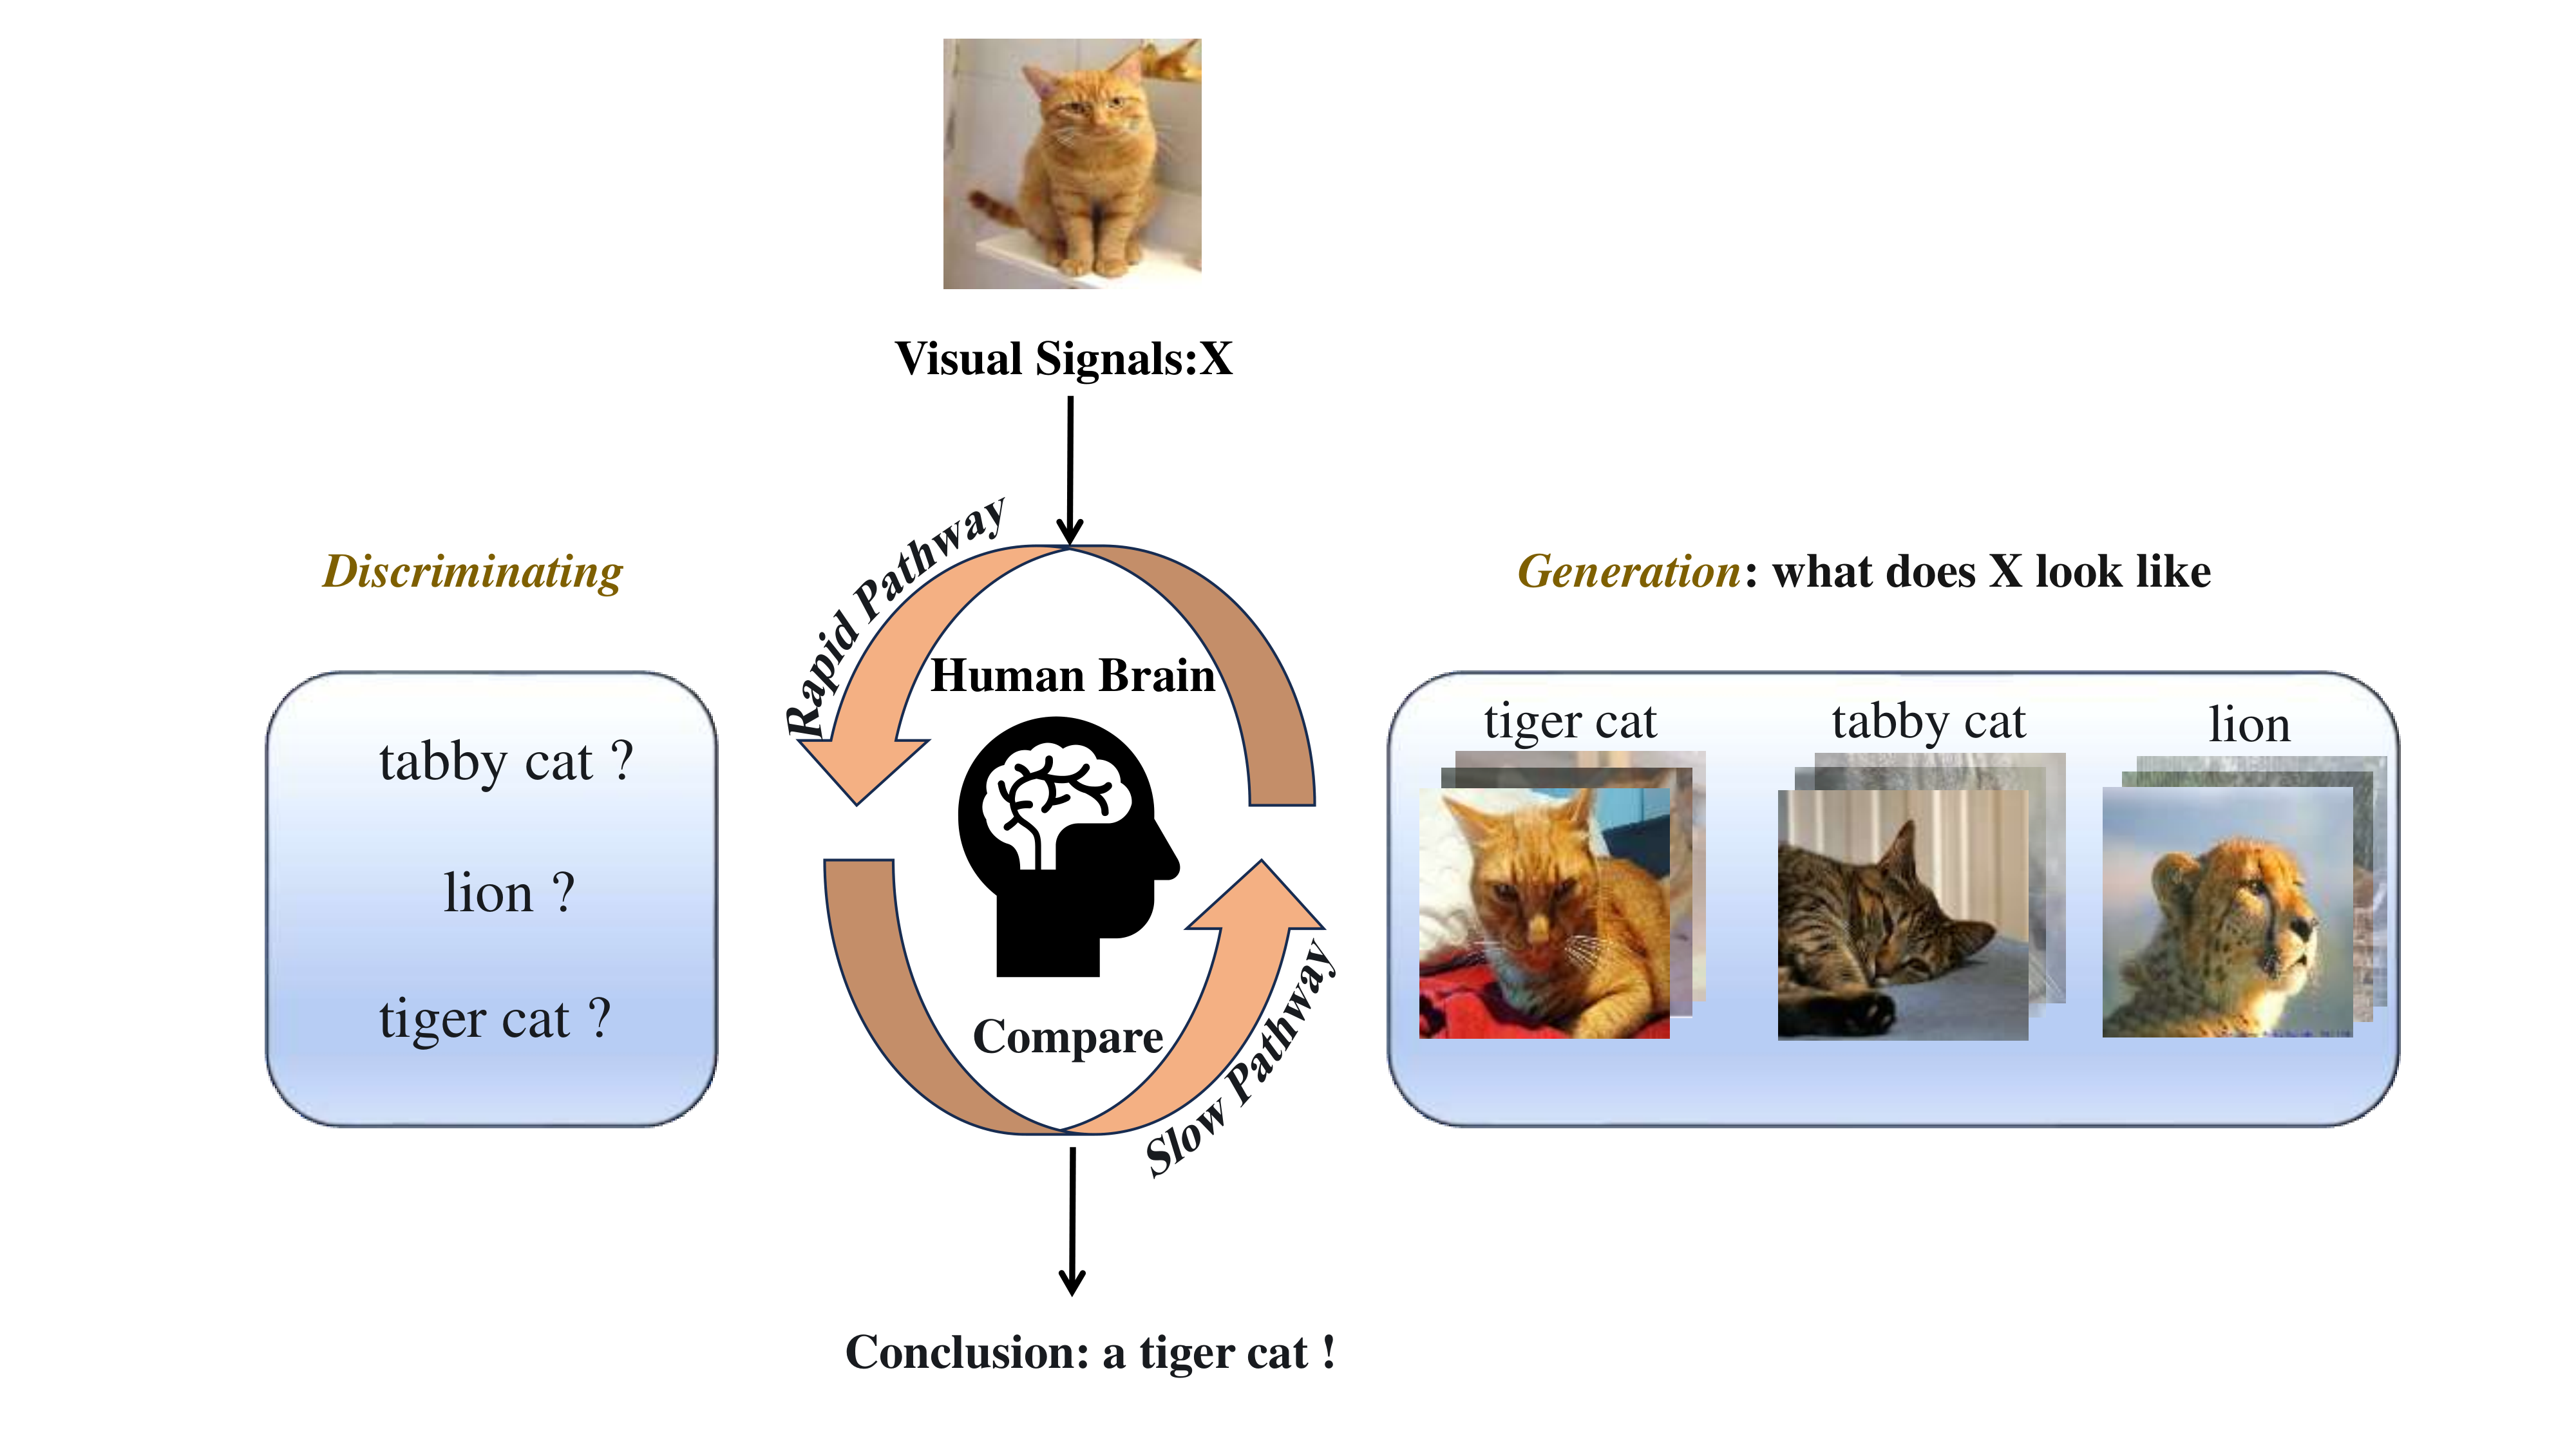 Visual Signals:X
Rapid Pathway
Discriminating
Generation: what does X look like
Human Brain
tabby cat ?
lion ?
tiger cat ?
tiger cat
tabby cat
lion
Compare
Slow Pathway
Conclusion: a tiger cat !